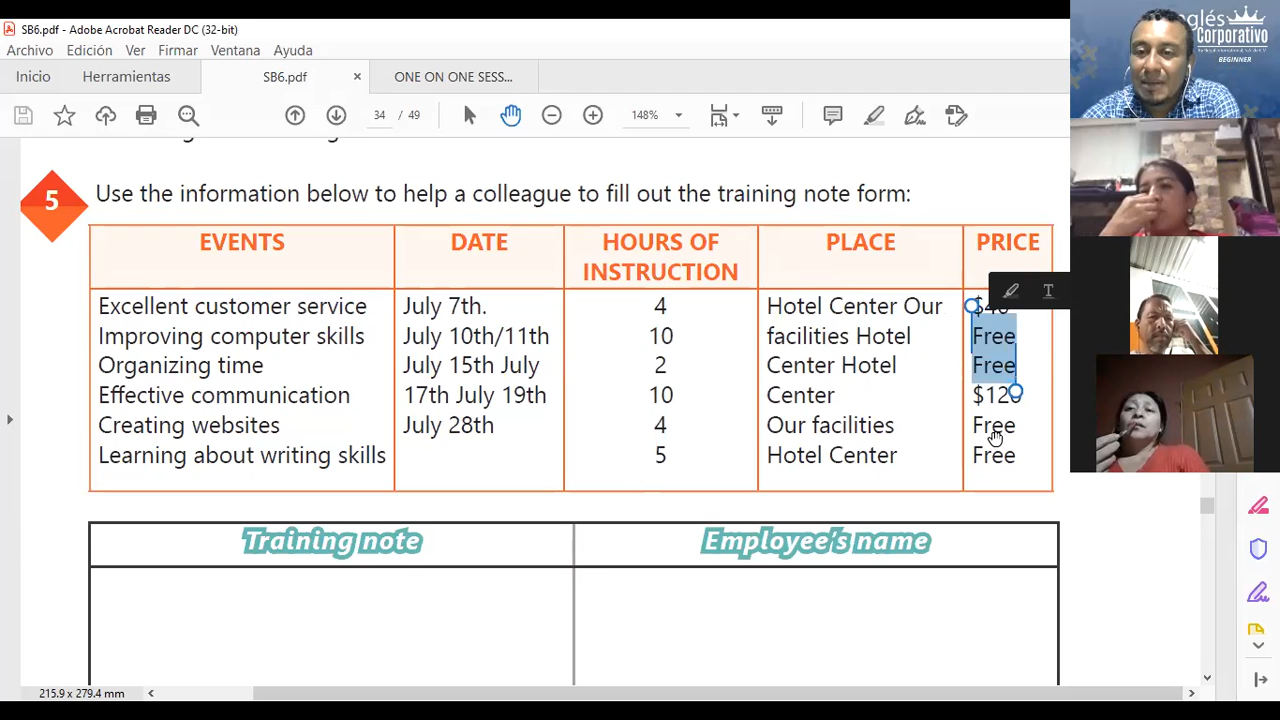 SB6.pdf - Adobe Acrobat Reader DC (32-bit)
Archivo Edición Ver Firmar Ventana Ayuda
Inicio Herramientas SB6.pdf × ONE ON ONE SESS...
34 / 49 148%
5 Use the information below to help a colleague to fill out the training note form:
EVENTS DATE HOURS OF INSTRUCTION PLACE PRICE
Excellent customer service July 7th. 4 Hotel Center Our $40
Improving computer skills July 10th/11th 10 facilities Hotel Free
Organizing time July 15th July 2 Center Hotel Free
Effective communication 17th July 19th 10 Center $120
Creating websites July 28th 4 Our facilities Free
Learning about writing skills 5 Hotel Center Free
Training note Employee's name
215.9 x 279.4 mm
Corporativo
BEGINNER